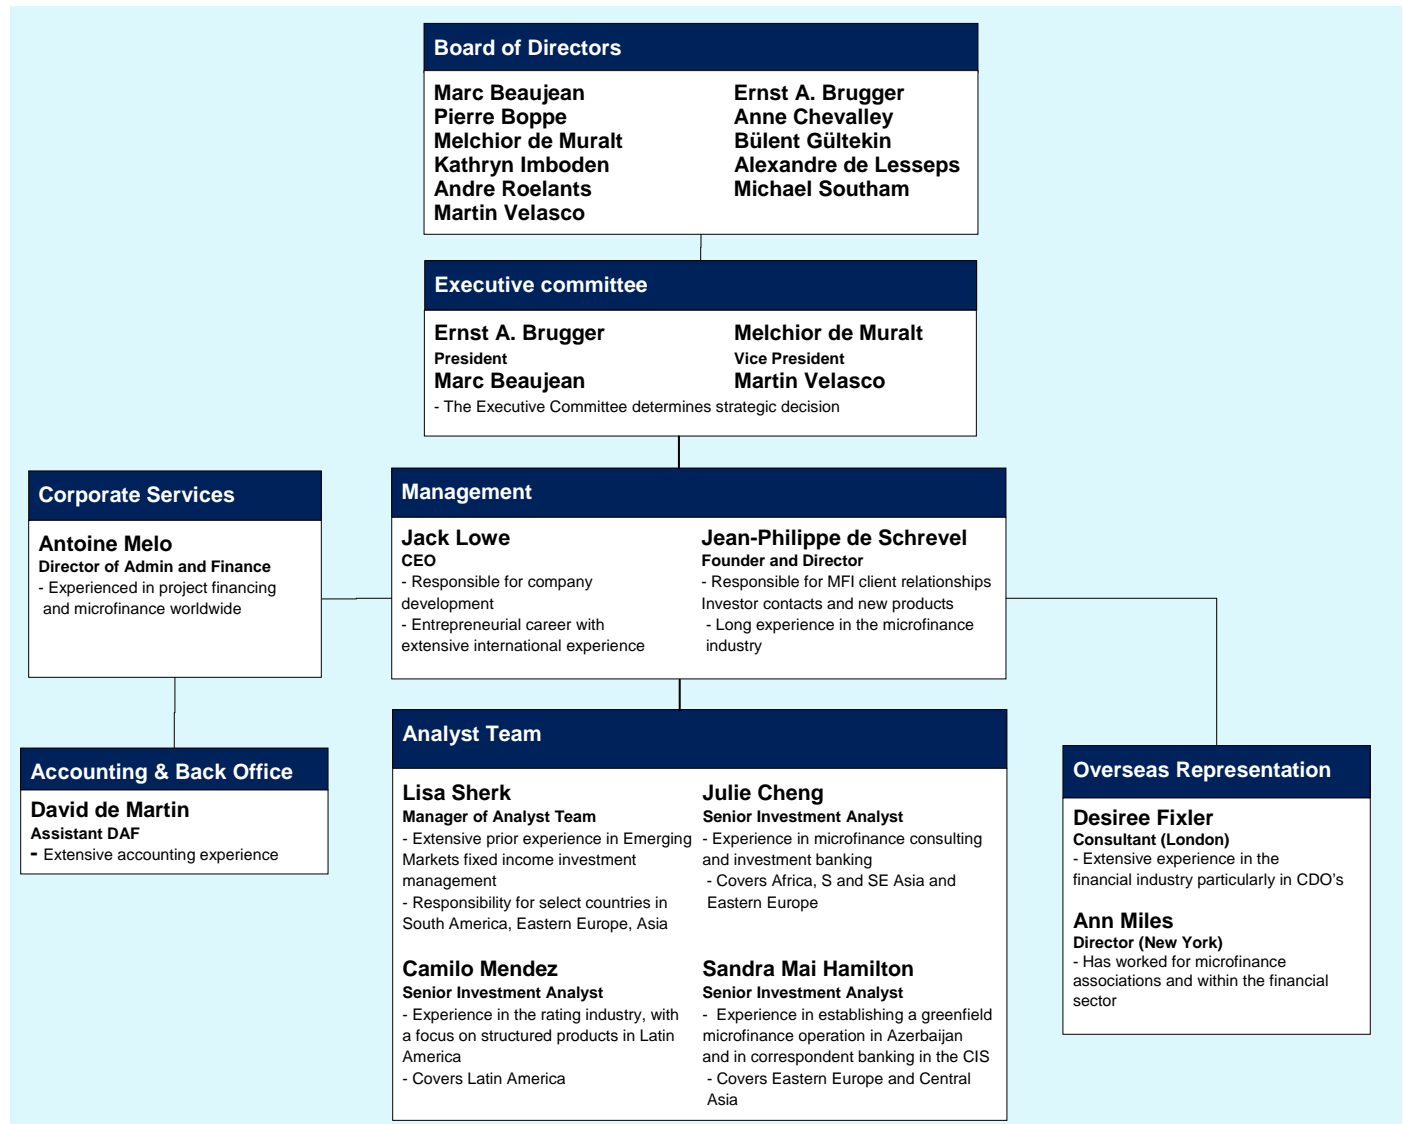 Board of Directors
Marc Beaujean
Pierre Boppe
Melchior de Muralt
Kathryn Imboden
Andre Roelants
Martin Velasco
Ernst A. Brugger
Anne Chevalley
Bülent Gültekin
Alexandre de Lesseps
Michael Southam
Executive committee
Ernst A. Brugger
President
Marc Beaujean
Melchior de Muralt
Vice President
Martin Velasco
- The Executive Committee determines strategic decision
Corporate Services
Antoine Melo
Director of Admin and Finance
- Experienced in project financing
and microfinance worldwide
Management
Jack Lowe
CEO
- Responsible for company
development
- Entrepreneurial career with
extensive international experience
Jean-Philippe de Schrevel
Founder and Director
- Responsible for MFI client relationships
Investor contacts and new products
- Long experience in the microfinance
industry
Accounting & Back Office
David de Martin
Assistant DAF
- Extensive accounting experience
Analyst Team
Lisa Sherk
Manager of Analyst Team
- Extensive prior experience in Emerging
Markets fixed income investment
management
- Responsibility for select countries in
South America, Eastern Europe, Asia
Julie Cheng
Senior Investment Analyst
- Experience in microfinance consulting
and investment banking
- Covers Africa, S and SE Asia and
Eastern Europe
Camilo Mendez
Senior Investment Analyst
- Experience in the rating industry, with
a focus on structured products in Latin
America
- Covers Latin America
Sandra Mai Hamilton
Senior Investment Analyst
- Experience in establishing a greenfield
microfinance operation in Azerbaijan
and in correspondent banking in the CIS
- Covers Eastern Europe and Central
Asia
Overseas Representation
Desiree Fixler
Consultant (London)
- Extensive experience in the
financial industry particularly in CDO's
Ann Miles
Director (New York)
- Has worked for microfinance
associations and within the financial
sector